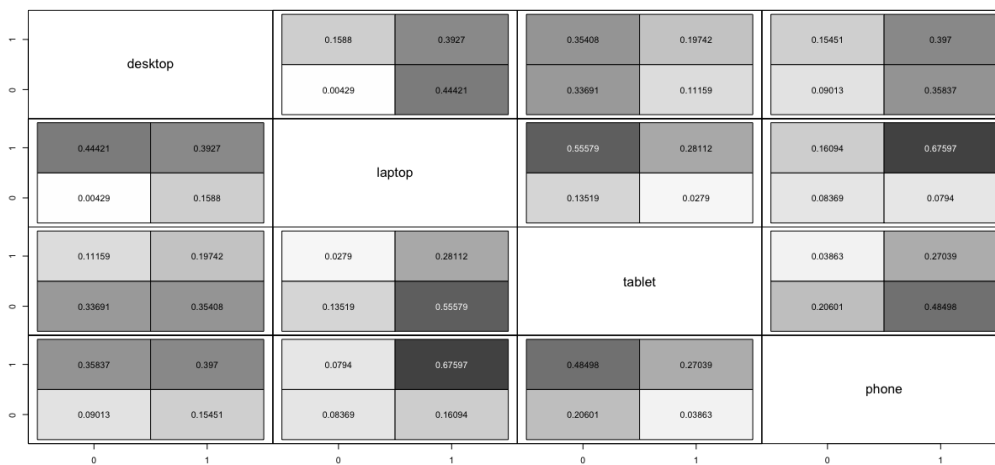 1 0.1588 0.3927 0.35408 0.19742 0.15451 0.397
desktop
0 0.00429 0.44421 0.33691 0.11159 0.09013 0.35837
1 0.44421 0.3927 0.55579 0.28112 0.16094 0.67597
laptop
0 0.00429 0.1588 0.13519 0.0279 0.08369 0.0794
1 0.11159 0.19742 0.0279 0.28112 0.03863 0.27039
tablet
0 0.33691 0.35408 0.13519 0.55579 0.20601 0.48498
1 0.35837 0.397 0.0794 0.67597 0.48498 0.27039
phone
0 0.09013 0.15451 0.08369 0.16094 0.20601 0.03863
0 1 0 1 0 1 0 1